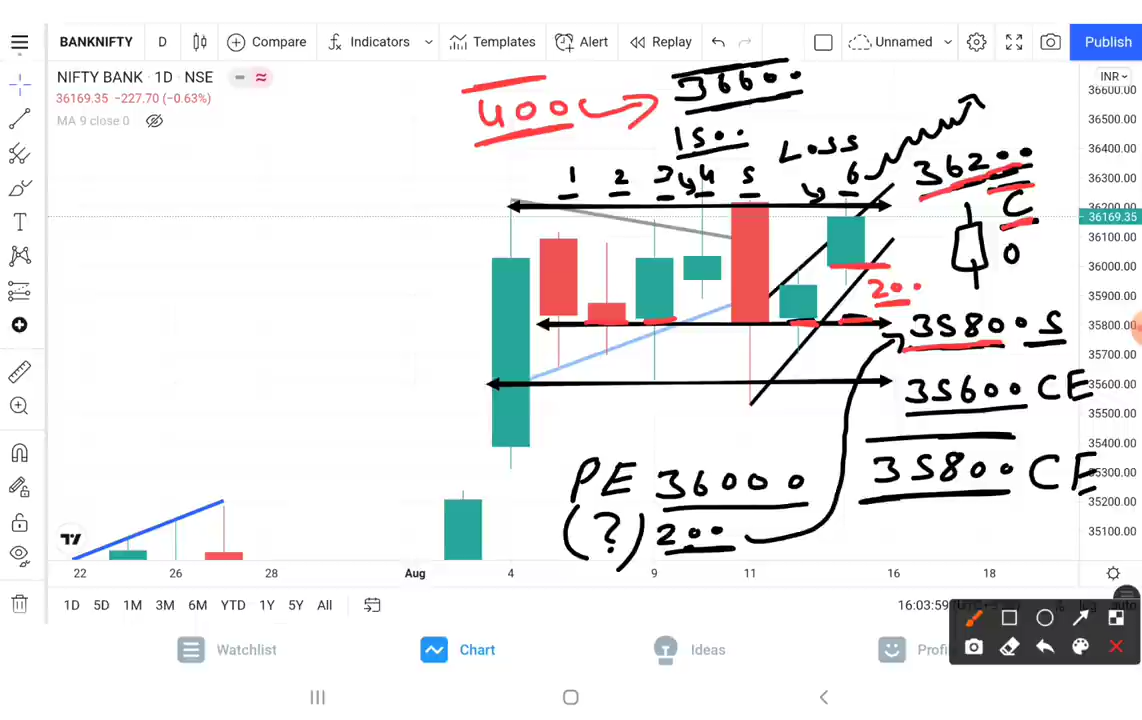 BANKNIFTY D Compare Indicators Templates Alert Replay Unnamed Publish
NIFTY BANK · 1D · NSE
36169.35 −227.70 (−0.63%)
MA 9 close 0
INR
400
36600
1500
Loss
1 2 3 4 5 6
36200
C
O
200
35800 S
35600 CE
35800 CE
PE 36000
(?) 200
36600.00
36500.00
36400.00
36300.00
36200.00
36169.35
36100.00
36000.00
35900.00
35800.00
35700.00
35600.00
35500.00
35400.00
35300.00
35200.00
35100.00
22 26 28 Aug 4 9 11 16 18
1D 5D 1M 3M 6M YTD 1Y 5Y All
16:03:59
auto
Watchlist Chart Ideas